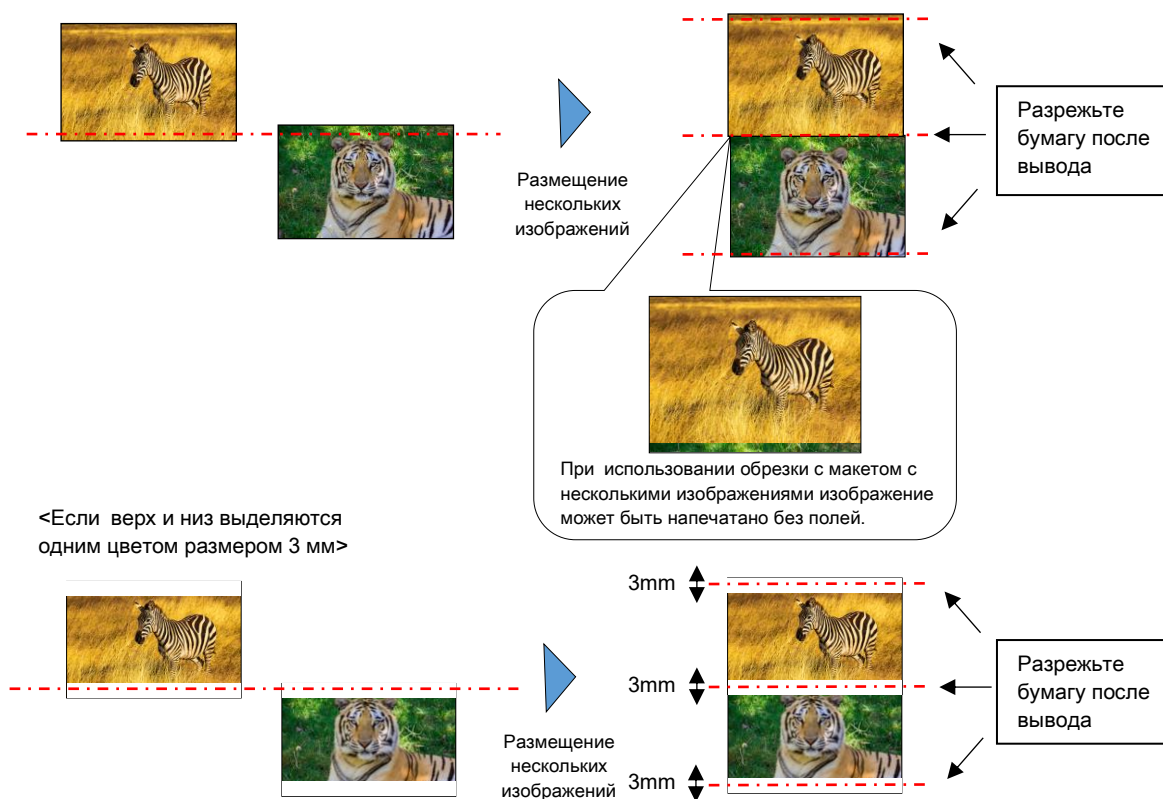 Размещение
нескольких
изображений
Разрежьте
бумагу после
вывода
При использовании обрезки с макетом с
несколькими изображениями изображение
может быть напечатано без полей.
<Если верх и низ выделяются
одним цветом размером 3 мм>
3mm
3mm
3mm
Размещение
нескольких
изображений
Разрежьте
бумагу после
вывода